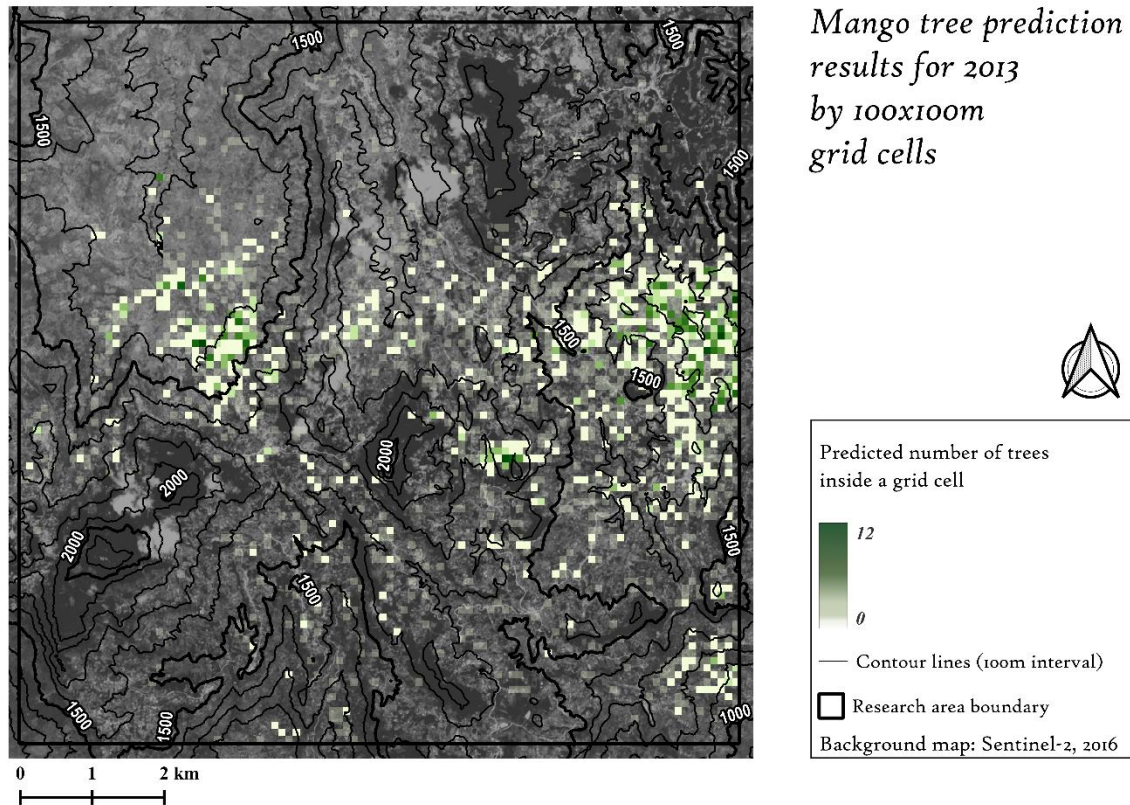 Mango tree prediction
results for 2013
by 100x100m
grid cells
1500
1500
1500
1500
1500
1500
2000
2000
2000
1500
1500
1500
1500
1000
Predicted number of trees
inside a grid cell
12
0
Contour lines (100m interval)
Research area boundary
Background map: Sentinel-2, 2016
0 1 2 km